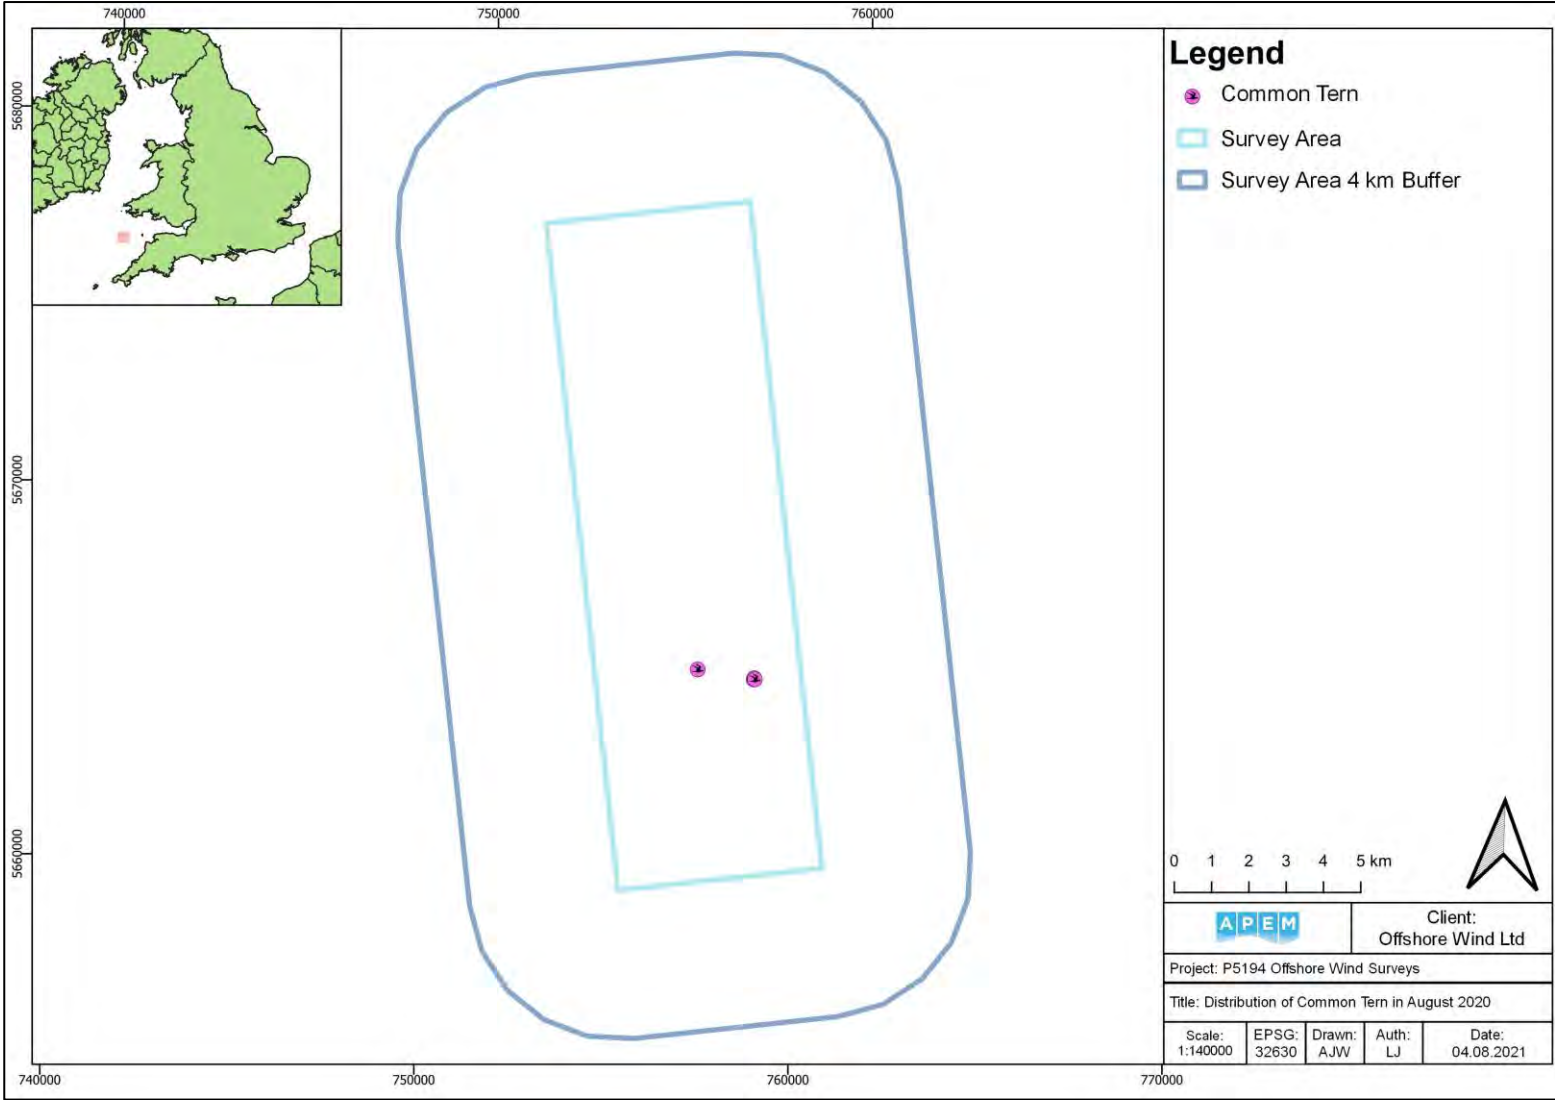 740000
750000
760000
5680000
5670000
5660000
740000
750000
760000
770000
Legend
Common Tern
Survey Area
Survey Area 4 km Buffer
0 1 2 3 4 5 km
APEM
Client:
Offshore Wind Ltd
Project: P5194 Offshore Wind Surveys
Title: Distribution of Common Tern in August 2020
Scale:
1:140000
EPSG:
32630
Drawn:
AJW
Auth:
LJ
Date:
04.08.2021